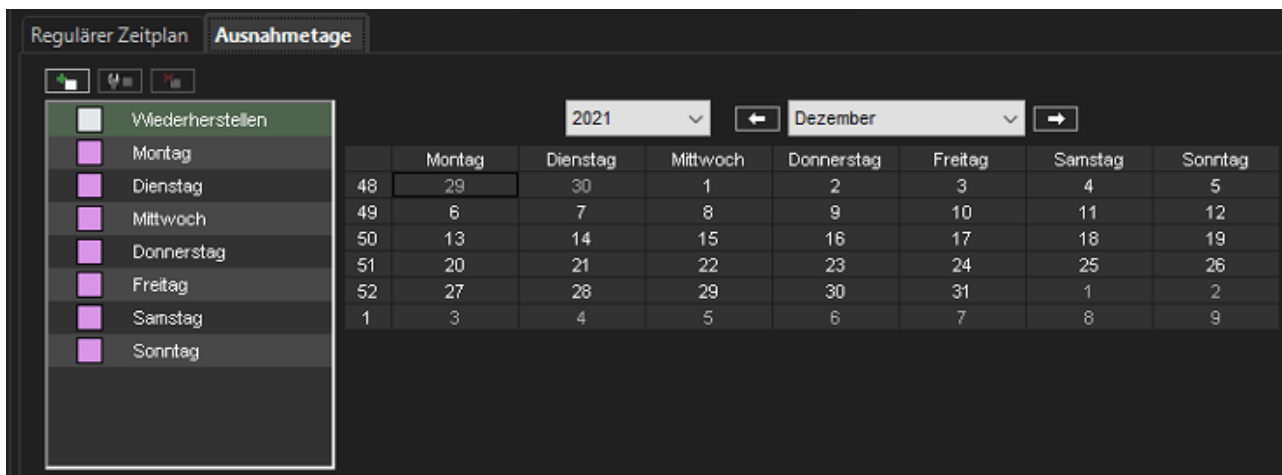 Regulärer Zeitplan Ausnahmetage
2021 Dezember
Wiederherstellen
Montag
Dienstag
Mittwoch
Donnerstag
Freitag
Samstag
Sonntag
Montag Dienstag Mittwoch Donnerstag Freitag Samstag Sonntag
48 29 30 1 2 3 4 5
49 6 7 8 9 10 11 12
50 13 14 15 16 17 18 19
51 20 21 22 23 24 25 26
52 27 28 29 30 31 1 2
1 3 4 5 6 7 8 9